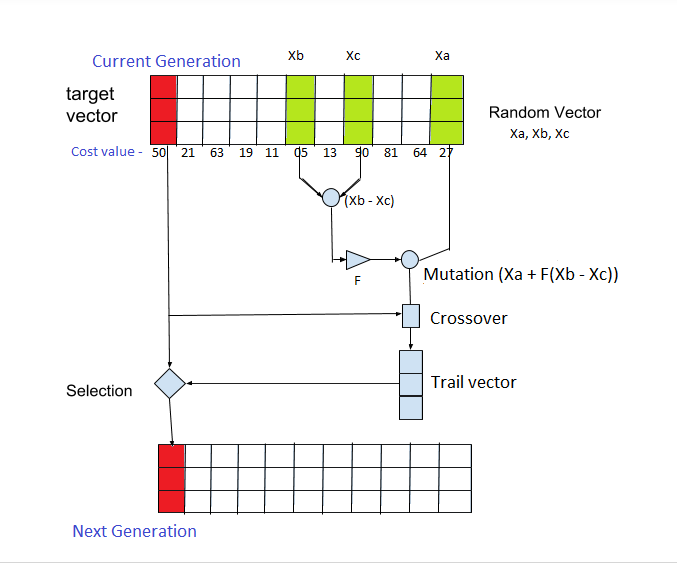 Xb Xc Xa
Current Generation
target
vector
Random Vector
Xa, Xb, Xc
Cost value - 50 21 63 19 11 05 13 90 81 64 27
(Xb - Xc)
F
Mutation (Xa + F(Xb - Xc))
Crossover
Trail vector
Selection
Next Generation